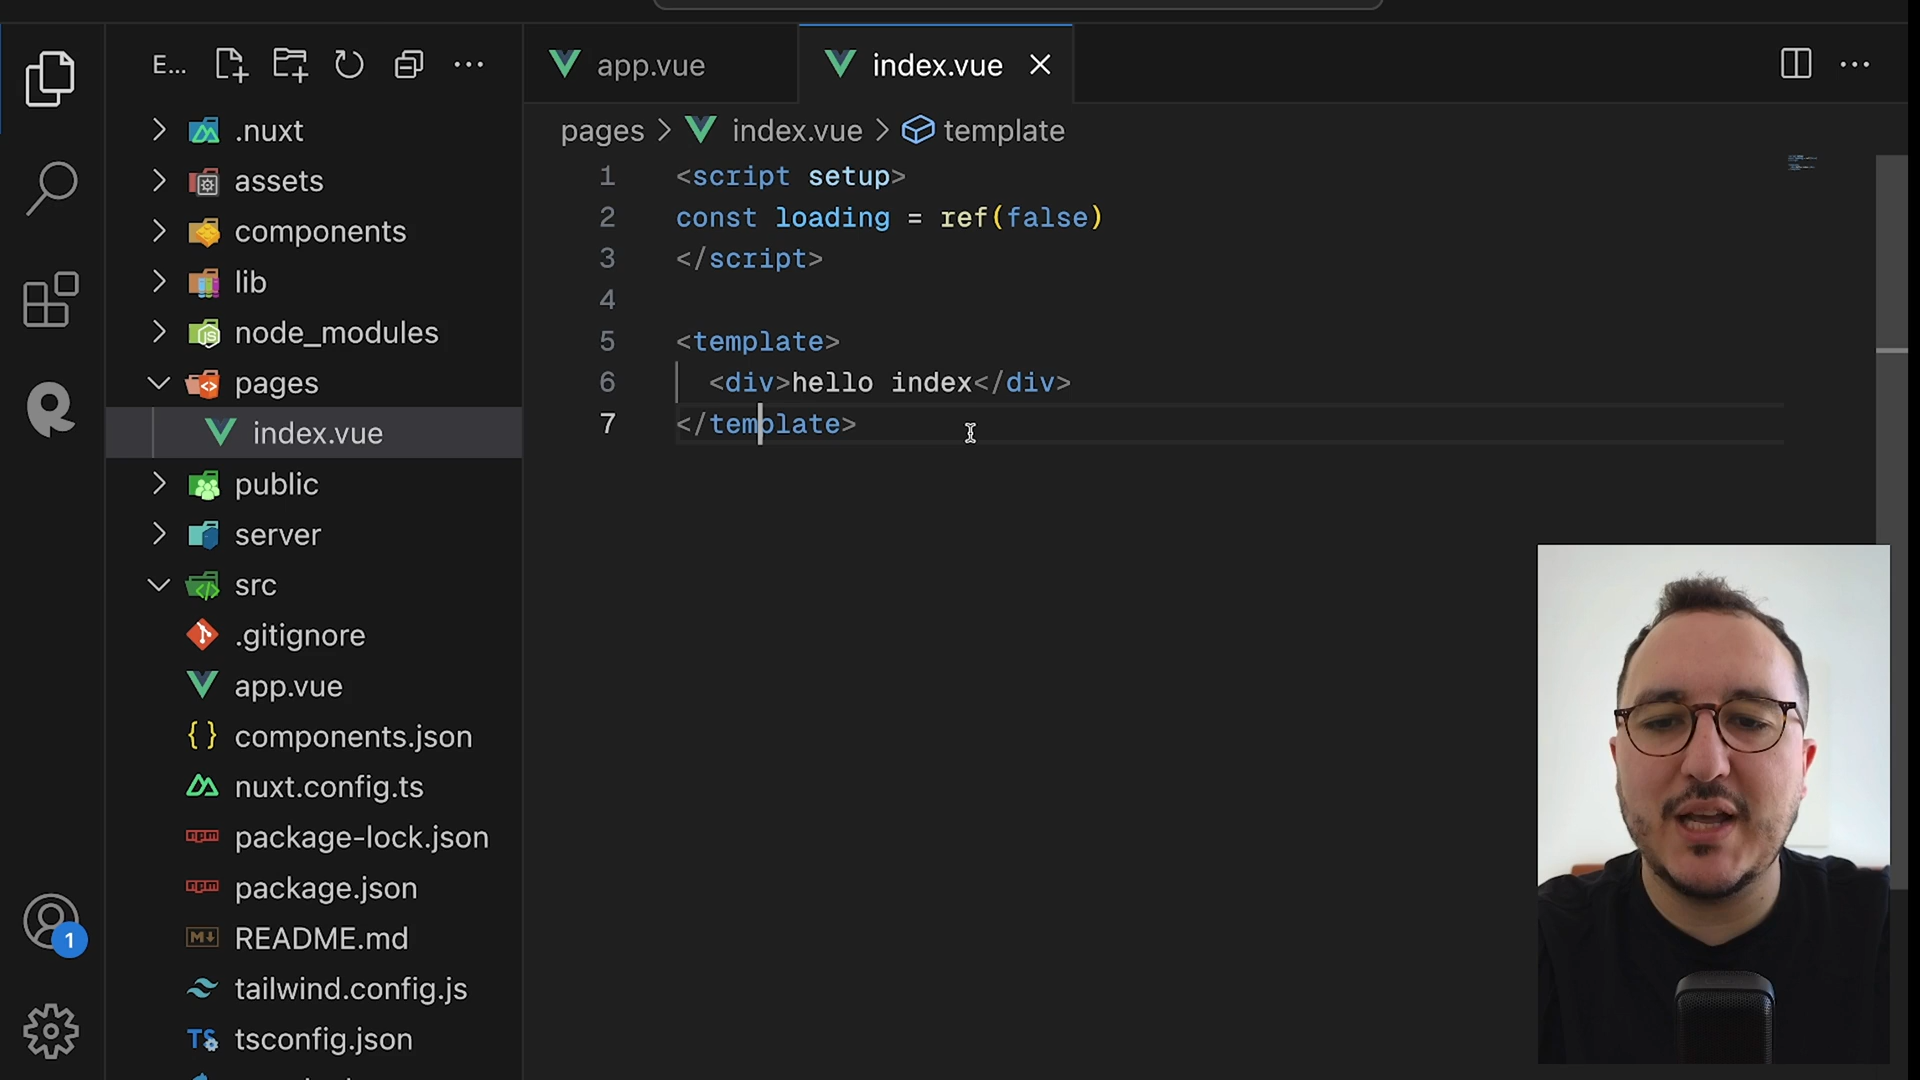 E...
app.vue
index.vue
pages > index.vue > template
.nuxt
assets
components
lib
node_modules
pages
index.vue
public
server
src
.gitignore
app.vue
components.json
nuxt.config.ts
package-lock.json
package.json
README.md
tailwind.config.js
TS tsconfig.json
1 <script setup>
2 const loading = ref(false)
3 </script>
4
5 <template>
6 <div>hello index</div>
7 </template>
1